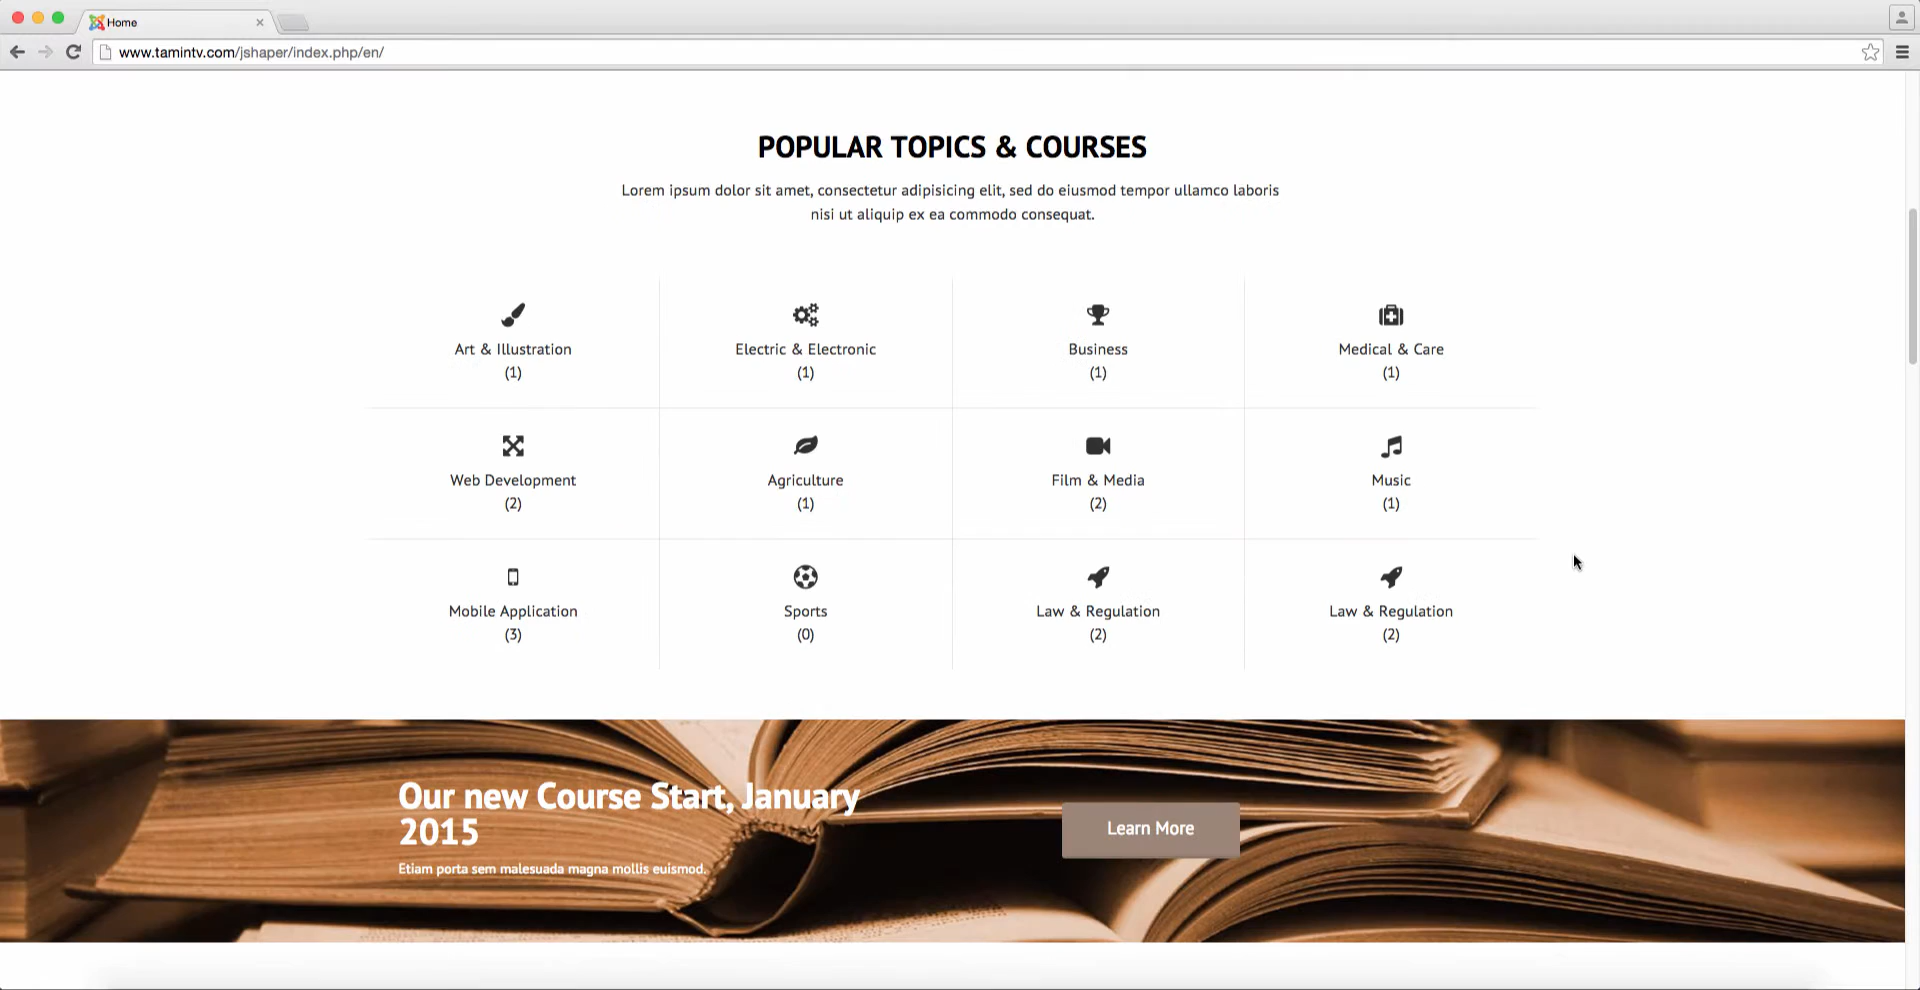 Home
www.tamintv.com/jshaper/index.php/en/
POPULAR TOPICS & COURSES
Lorem ipsum dolor sit amet, consectetur adipisicing elit, sed do eiusmod tempor ullamco laboris
nisi ut aliquip ex ea commodo consequat.
Art & Illustration
(1)
Electric & Electronic
(1)
Business
(1)
Medical & Care
(1)
Web Development
(2)
Agriculture
(1)
Film & Media
(2)
Music
(1)
Mobile Application
(3)
Sports
(0)
Law & Regulation
(2)
Law & Regulation
(2)
Our new Course Start, January
2015
Etiam porta sem malesuada magna mollis euismod.
Learn More